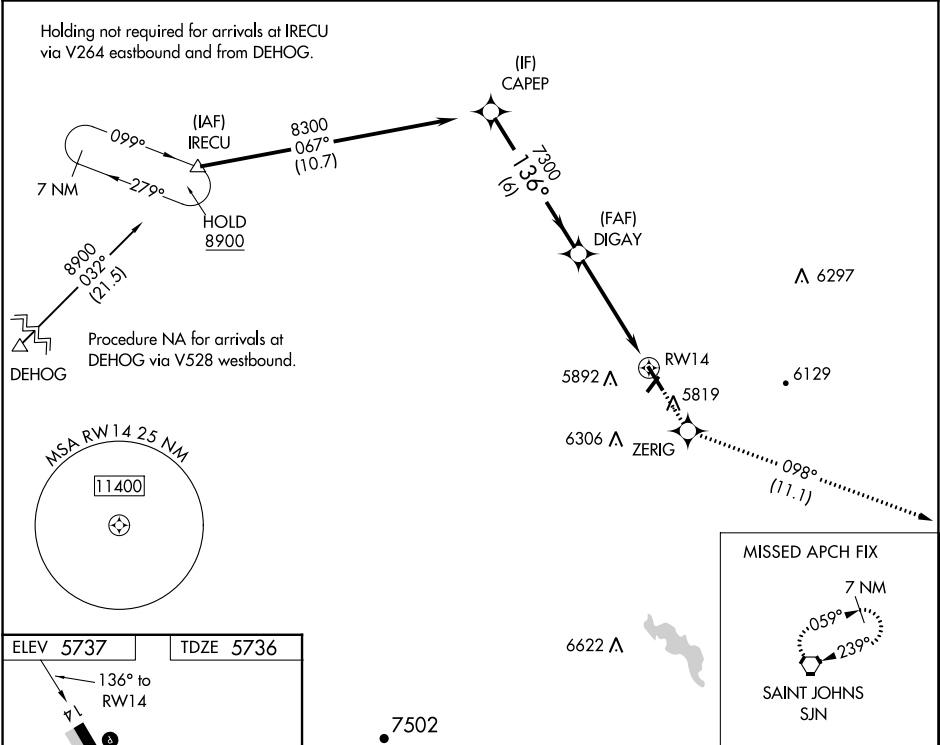 Holding not required for arrivals at IRECU
via V264 eastbound and from DEHOG.
(IF)
CAPEP
(IAF)
IRECU
099°
279°
7 NM
HOLD
8900
8300
067°
(10.7)
7300
136°
(6)
(FAF)
DIGAY
8900
032°
(21.5)
DEHOG
Procedure NA for arrivals at
DEHOG via V528 westbound.
6297
RW14
5892
5819
6129
6306
ZERIG
098°
(11.1)
MSA RW14 25 NM
11400
MISSED APCH FIX
7 NM
059°
239°
SAINT JOHNS
SJN
6622
7502
ELEV 5737
TDZE 5736
136° to
RW14
14
P